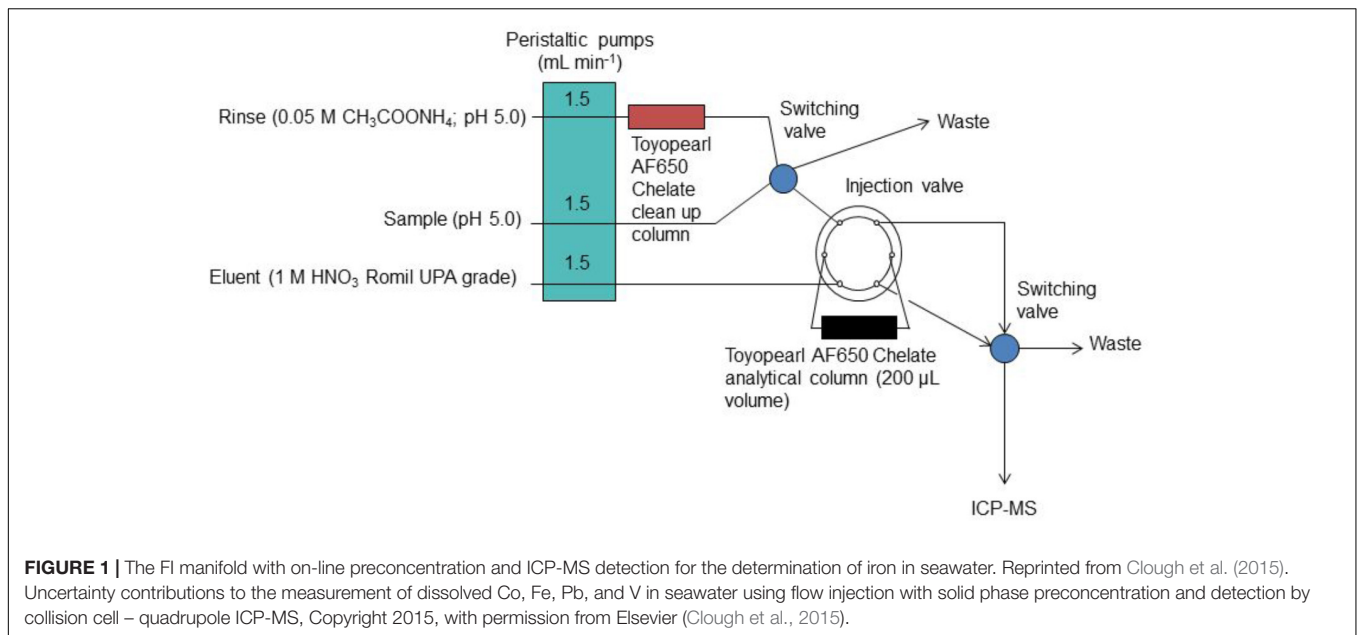 Peristaltic pumps
(mL min⁻¹)
Rinse (0.05 M CH₃COONH₄; pH 5.0)
1.5
Toyopearl
AF650
Chelate
clean up
column
Switching
valve
Waste
Sample (pH 5.0)
1.5
Injection valve
Eluent (1 M HNO₃ Romil UPA grade)
1.5
Switching
valve
Waste
Toyopearl AF650 Chelate
analytical column (200 µL
volume)
ICP-MS
FIGURE 1 | The FI manifold with on-line preconcentration and ICP-MS detection for the determination of iron in seawater. Reprinted from Clough et al. (2015).
Uncertainty contributions to the measurement of dissolved Co, Fe, Pb, and V in seawater using flow injection with solid phase preconcentration and detection by
collision cell – quadrupole ICP-MS, Copyright 2015, with permission from Elsevier (Clough et al., 2015).